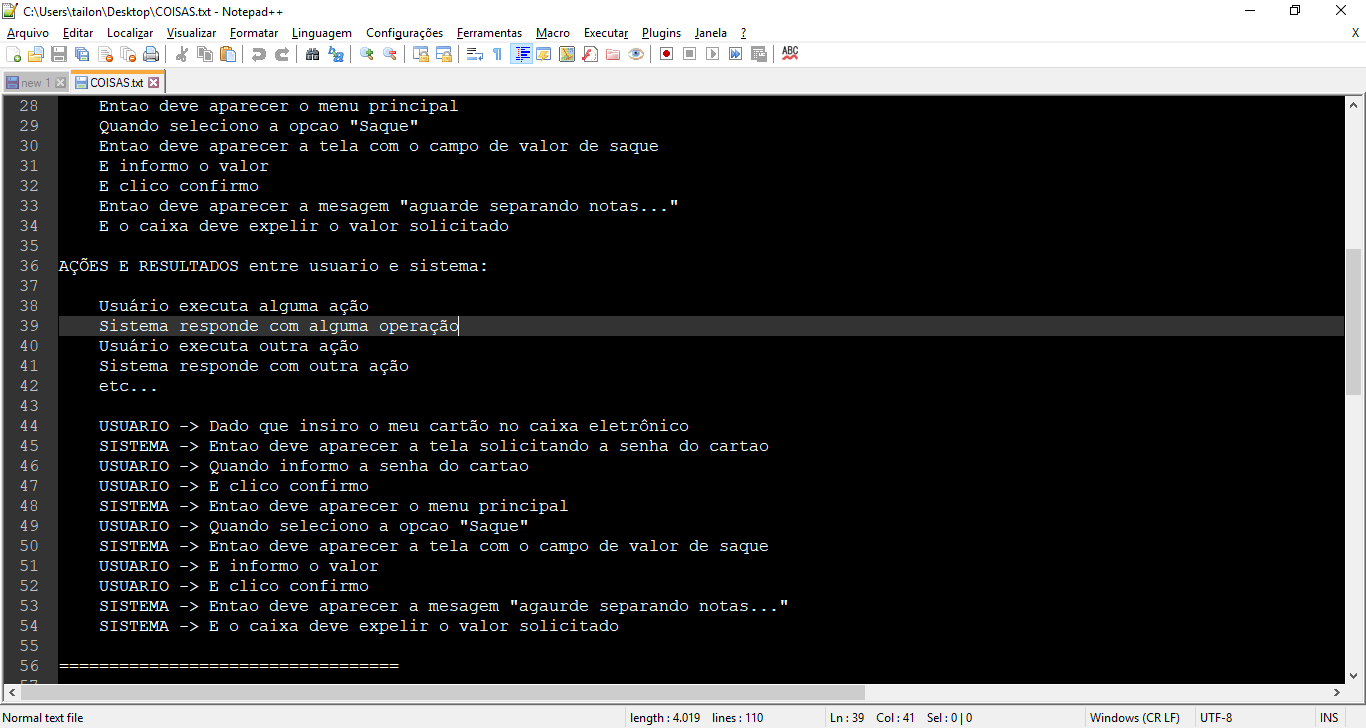 C:\Users\tailon\Desktop\COISAS.txt - Notepad++
Arquivo Editar Localizar Visualizar Formatar Linguagem Configurações Ferramentas Macro Executar Plugins Janela ? X
ABC
new 1 COISAS.txt
28 Entao deve aparecer o menu principal
29 Quando seleciono a opcao "Saque"
30 Entao deve aparecer a tela com o campo de valor de saque
31 E informo o valor
32 E clico confirmo
33 Entao deve aparecer a mesagem "aguarde separando notas..."
34 E o caixa deve expelir o valor solicitado
35
36 AÇÕES E RESULTADOS entre usuario e sistema:
37
38 Usuário executa alguma ação
39 Sistema responde com alguma operação
40 Usuário executa outra ação
41 Sistema responde com outra ação
42 etc...
43
44 USUARIO -> Dado que insiro o meu cartão no caixa eletrônico
45 SISTEMA -> Entao deve aparecer a tela solicitando a senha do cartao
46 USUARIO -> Quando informo a senha do cartao
47 USUARIO -> E clico confirmo
48 SISTEMA -> Entao deve aparecer o menu principal
49 USUARIO -> Quando seleciono a opcao "Saque"
50 SISTEMA -> Entao deve aparecer a tela com o campo de valor de saque
51 USUARIO -> E informo o valor
52 USUARIO -> E clico confirmo
53 SISTEMA -> Entao deve aparecer a mesagem "agaurde separando notas..."
54 SISTEMA -> E o caixa deve expelir o valor solicitado
55
56 ==================================
57
Normal text file length : 4.019 lines : 110 Ln : 39 Col : 41 Sel : 0 | 0 Windows (CR LF) UTF-8 INS